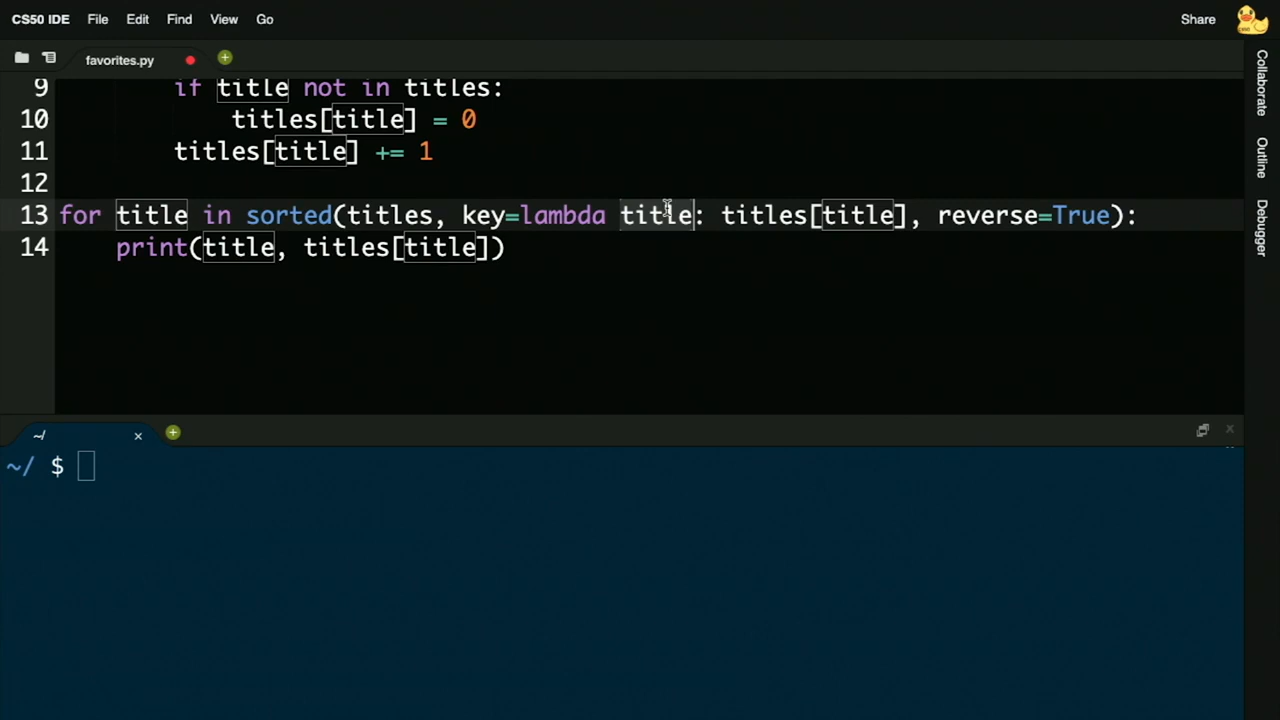 CS50 IDE File Edit Find View Go Share
favorites.py
9 if title not in titles:
10 titles[title] = 0
11 titles[title] += 1
12
13 for title in sorted(titles, key=lambda title: titles[title], reverse=True):
14 print(title, titles[title])
~/
~/ $
Collaborate
Outline
Debugger